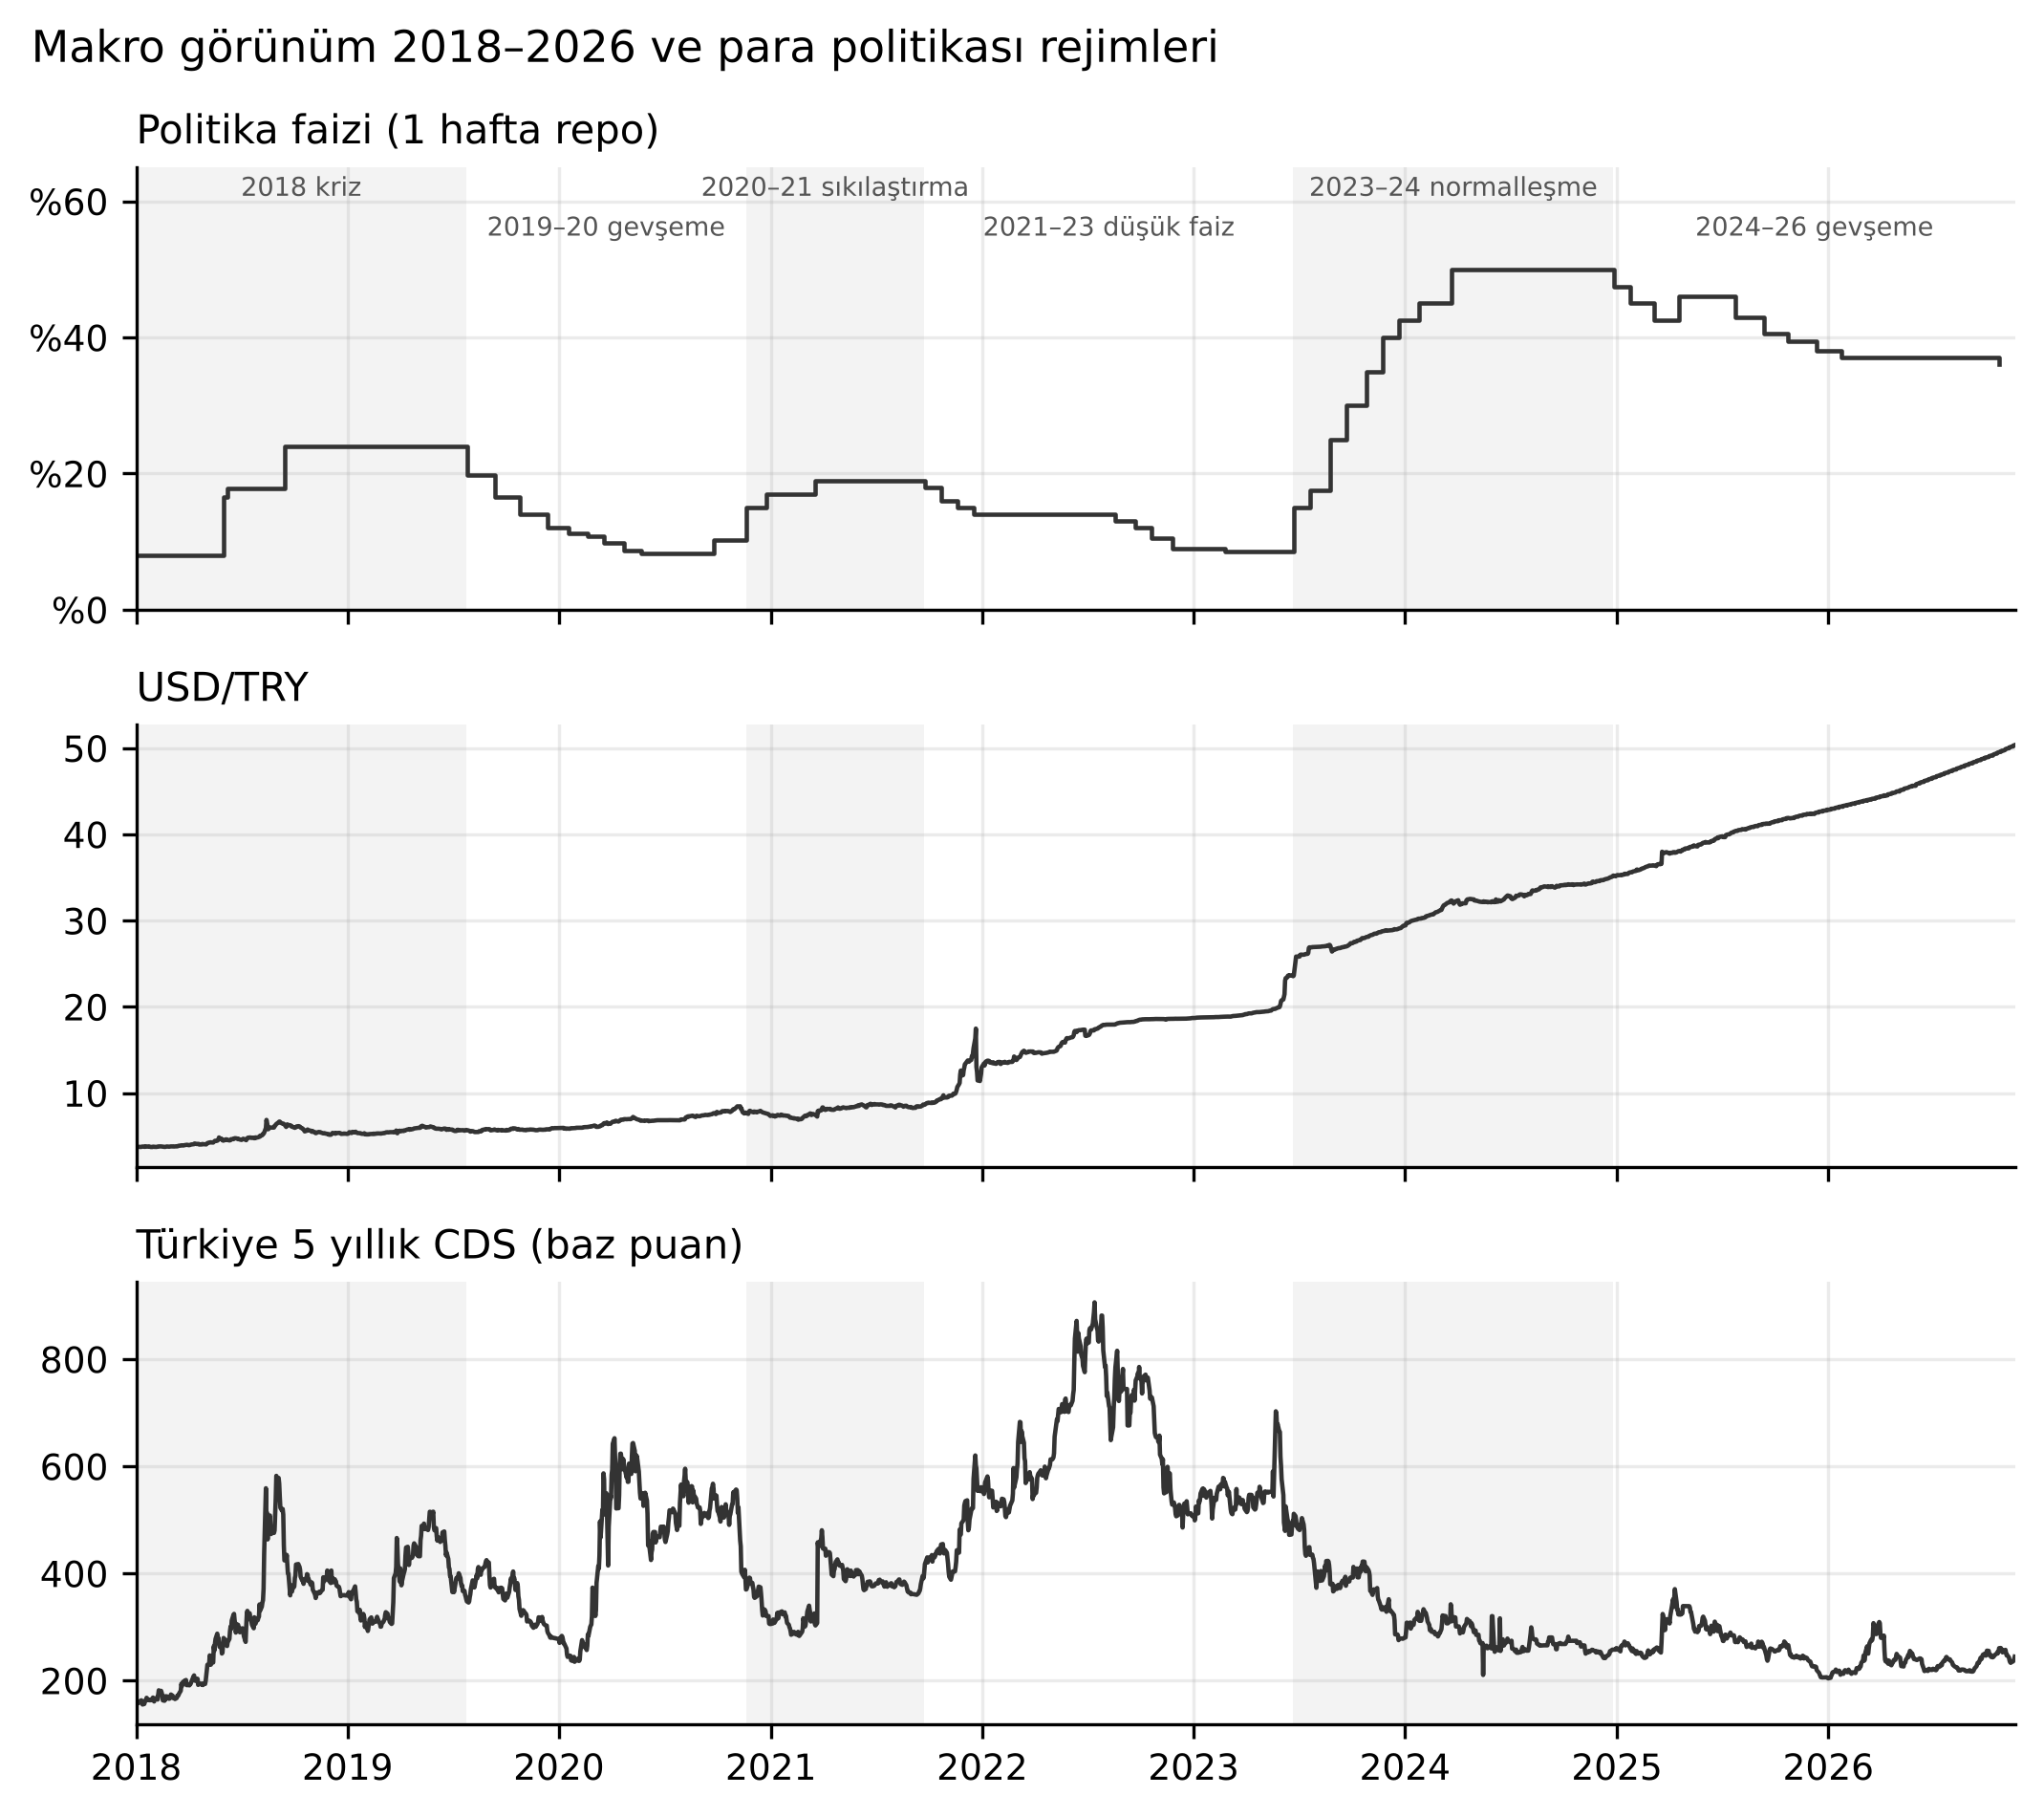 Makro görünüm 2018–2026 ve para politikası rejimleri
Politika faizi (1 hafta repo)
2018 kriz
2020–21 sıkılaştırma
2023–24 normalleşme
2019–20 gevşeme
2021–23 düşük faiz
2024–26 gevşeme
%60
%40
%20
%0
USD/TRY
50
40
30
20
10
Türkiye 5 yıllık CDS (baz puan)
800
600
400
200
2018 2019 2020 2021 2022 2023 2024 2025 2026